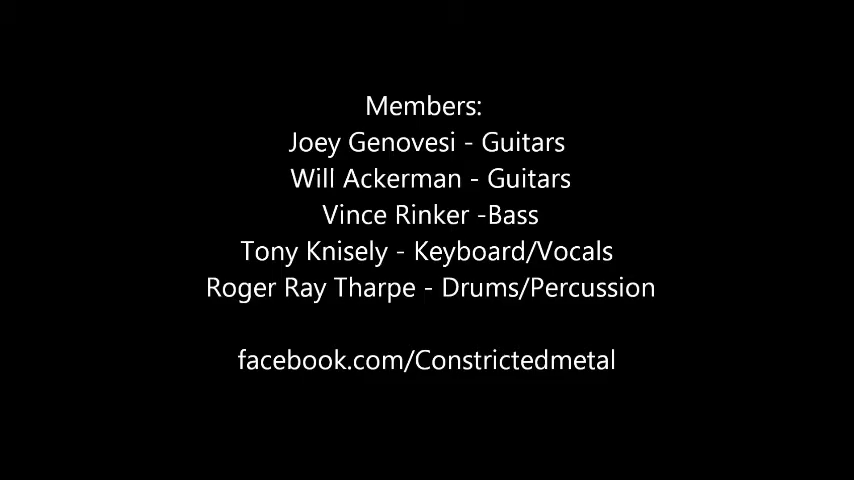 Members:
Joey Genovesi - Guitars
Will Ackerman - Guitars
Vince Rinker -Bass
Tony Knisely - Keyboard/Vocals
Roger Ray Tharpe - Drums/Percussion
facebook.com/Constrictedmetal